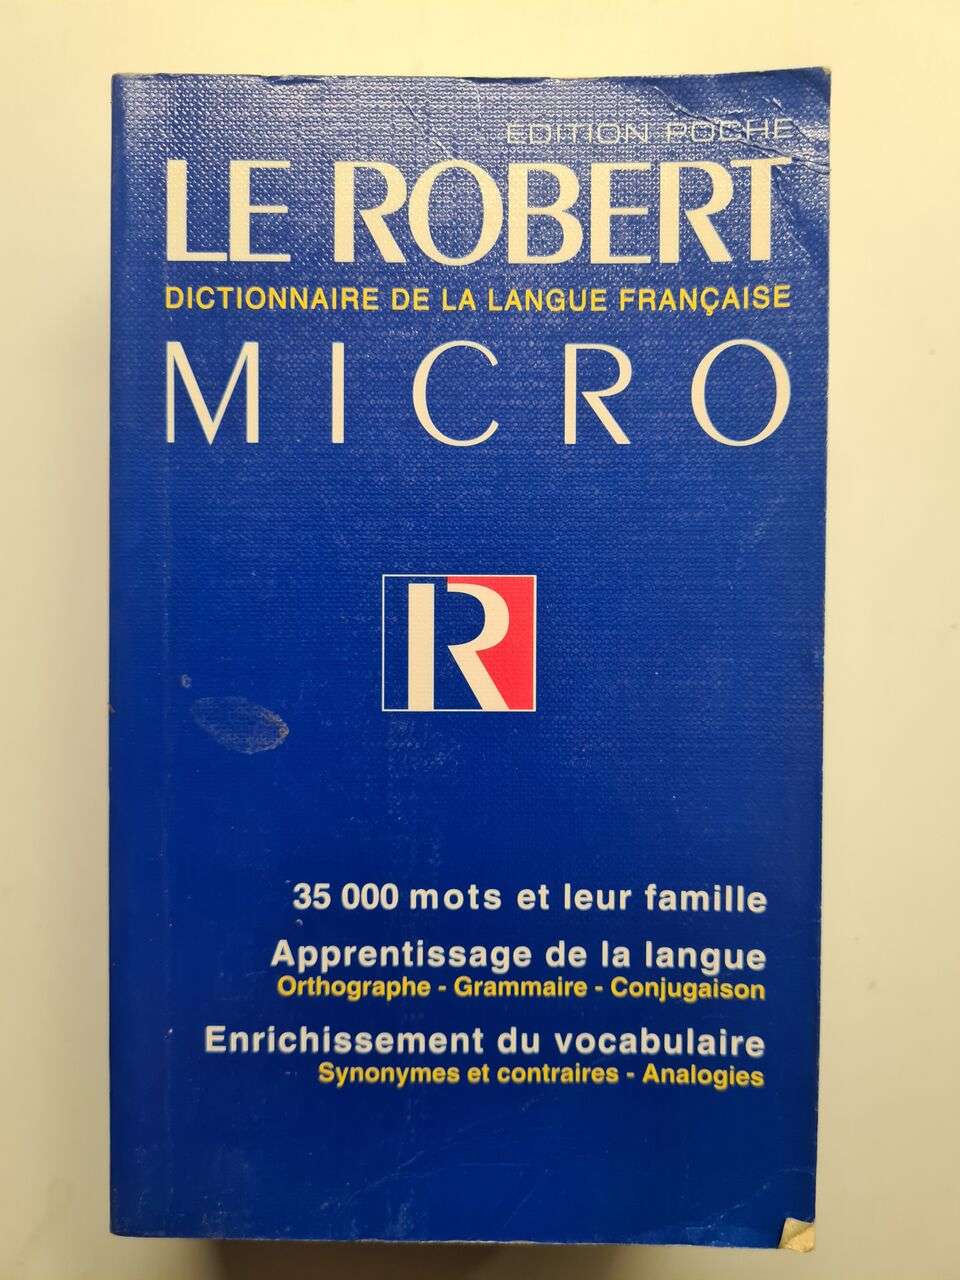 EDITION POCHE
LE ROBERT
DICTIONNAIRE DE LA LANGUE FRANÇAISE
MICRO
R
35 000 mots et leur famille
Apprentissage de la langue
Orthographe - Grammaire - Conjugaison
Enrichissement du vocabulaire
Synonymes et contraires - Analogies